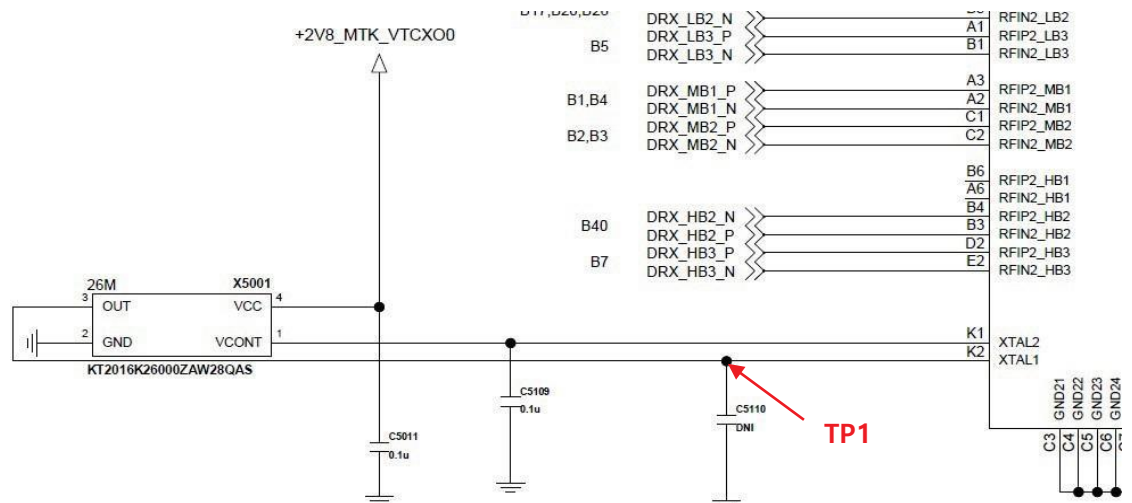 DRX_LB2_N RFIN2_LB2
+2V8_MTK_VTCXO0 DRX_LB3_P A1 RFIP2_LB3
B5 DRX_LB3_N B1 RFIN2_LB3
DRX_MB1_P A3 RFIP2_MB1
B1,B4 DRX_MB1_N A2 RFIN2_MB1
DRX_MB2_P C1 RFIP2_MB2
B2,B3 DRX_MB2_N C2 RFIN2_MB2
B6 RFIP2_HB1
A6 RFIN2_HB1
DRX_HB2_N B4 RFIP2_HB2
B40 DRX_HB2_P B3 RFIN2_HB2
DRX_HB3_P D2 RFIP2_HB3
B7 DRX_HB3_N E2 RFIN2_HB3
26M X5001
3 OUT VCC 4
2 GND VCONT 1 K1 XTAL2
K2 XTAL1
KT2016K26000ZAW28QAS
C5109
0.1u
C5110
DNI
TP1
C5011
0.1u
GND21
GND22
GND23
GND24
C3
C4
C5
C6